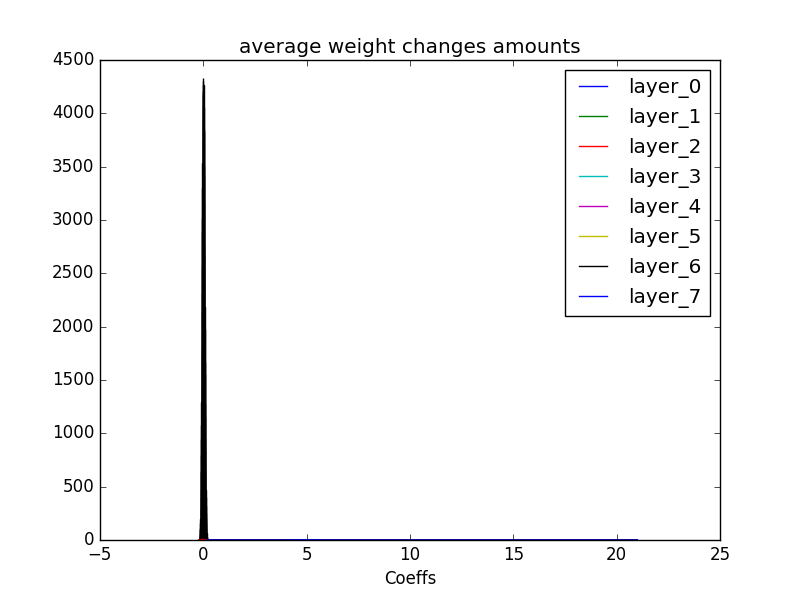 average weight changes amounts
4500
4000
3500
3000
2500
2000
1500
1000
500
0
−5
0
5
10
15
20
25
Coeffs
layer_0
layer_1
layer_2
layer_3
layer_4
layer_5
layer_6
layer_7